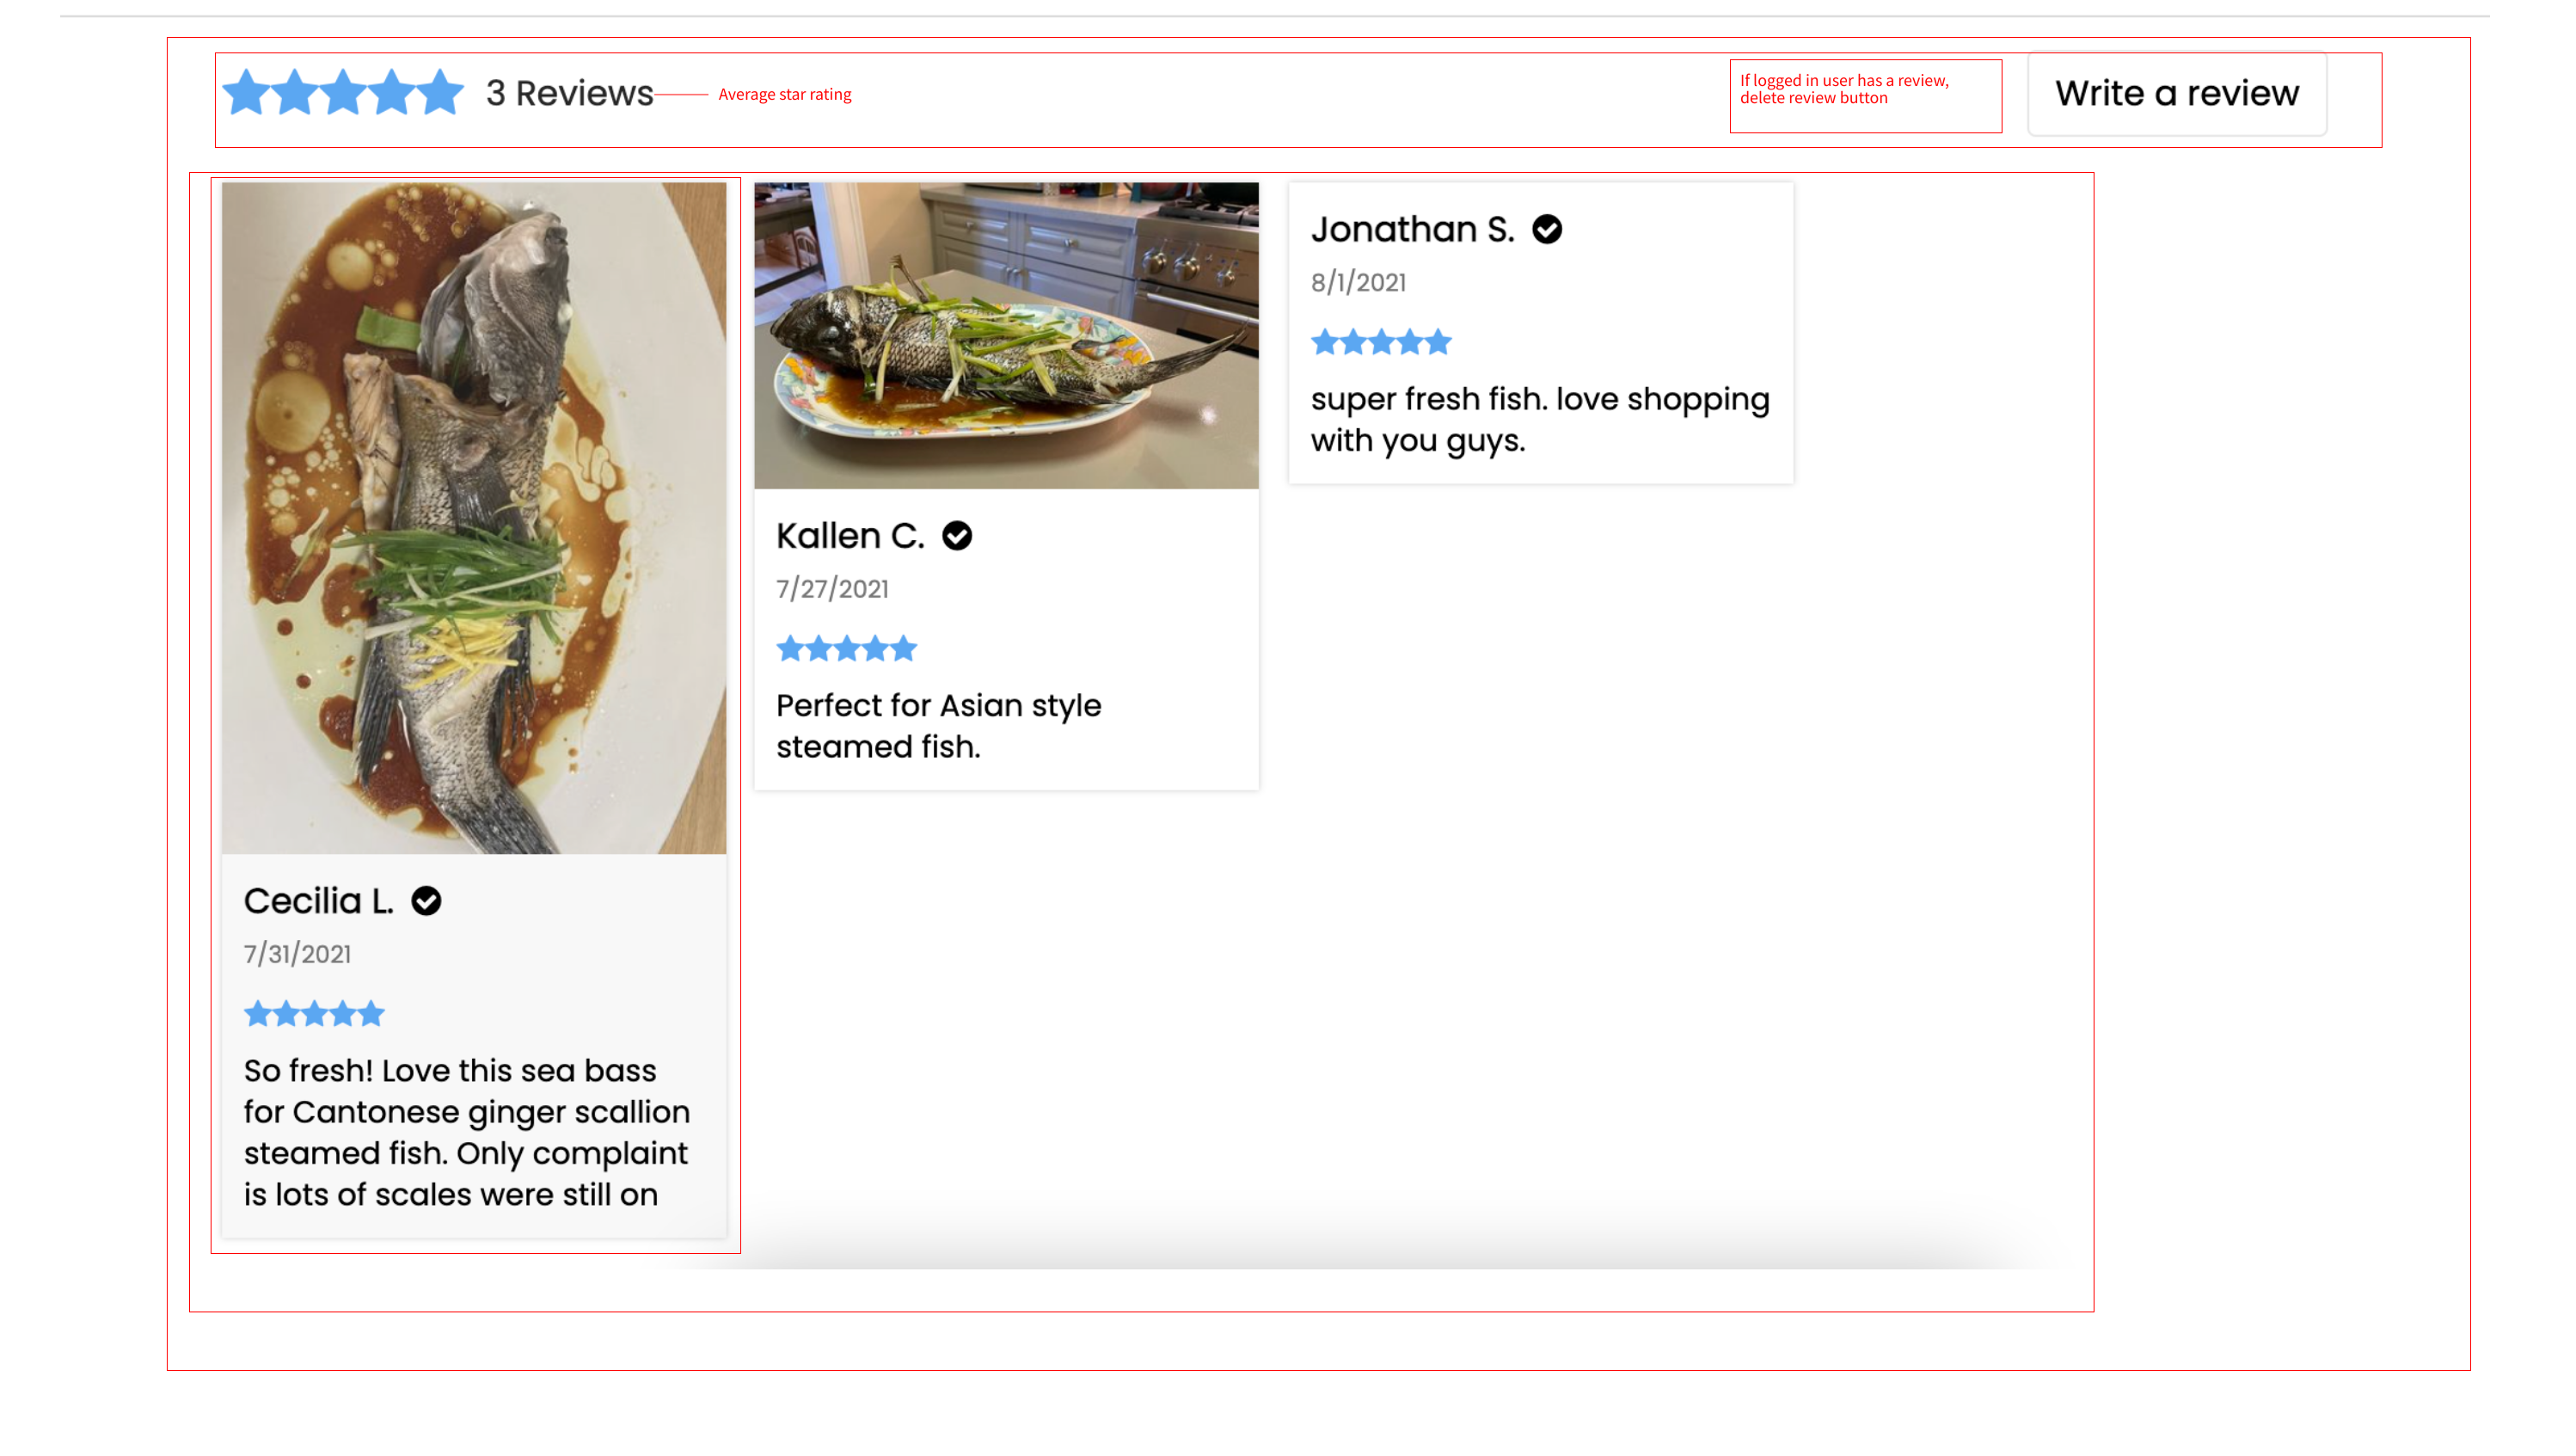 3 Reviews
Average star rating
If logged in user has a review,
delete review button
Write a review
Cecilia L.
7/31/2021
So fresh! Love this sea bass
for Cantonese ginger scallion
steamed fish. Only complaint
is lots of scales were still on
Kallen C.
7/27/2021
Perfect for Asian style
steamed fish.
Jonathan S.
8/1/2021
super fresh fish. love shopping
with you guys.